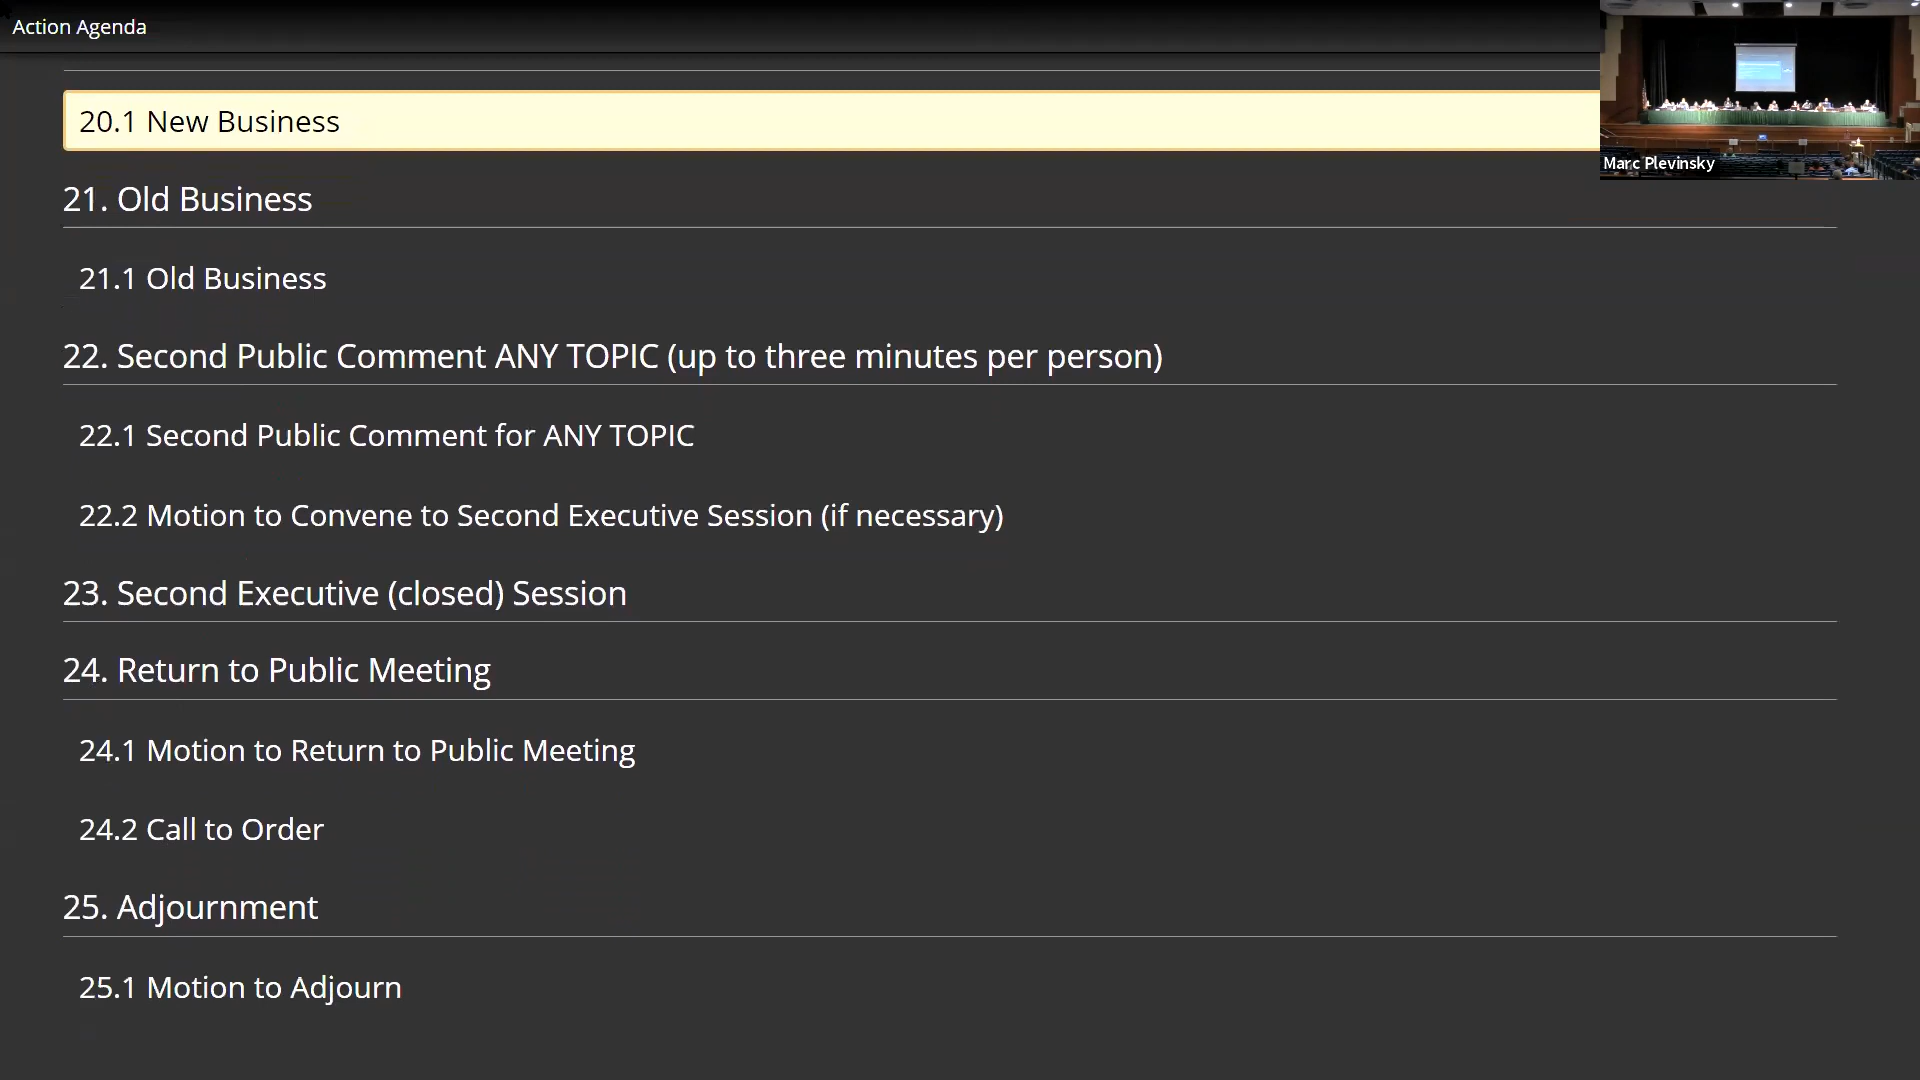 Action Agenda
20.1 New Business
Marc Plevinsky
21. Old Business
21.1 Old Business
22. Second Public Comment ANY TOPIC (up to three minutes per person)
22.1 Second Public Comment for ANY TOPIC
22.2 Motion to Convene to Second Executive Session (if necessary)
23. Second Executive (closed) Session
24. Return to Public Meeting
24.1 Motion to Return to Public Meeting
24.2 Call to Order
25. Adjournment
25.1 Motion to Adjourn